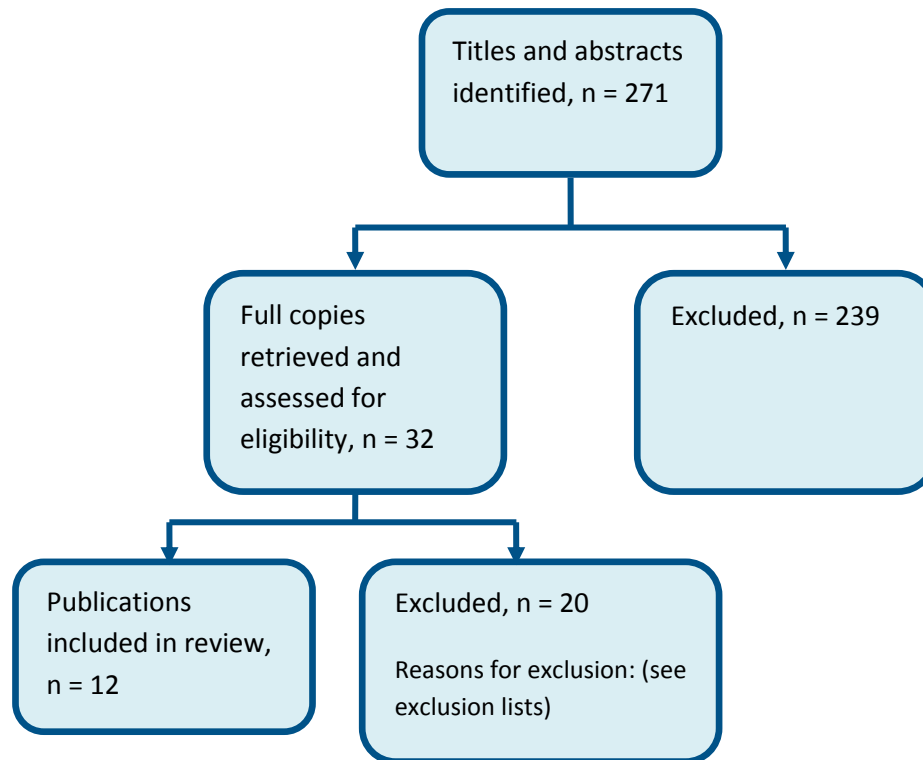 Titles and abstracts
identified, n = 271
Full copies
retrieved and
assessed for
eligibility, n = 32
Excluded, n = 239
Publications
included in review,
n = 12
Excluded, n = 20
Reasons for exclusion: (see
exclusion lists)